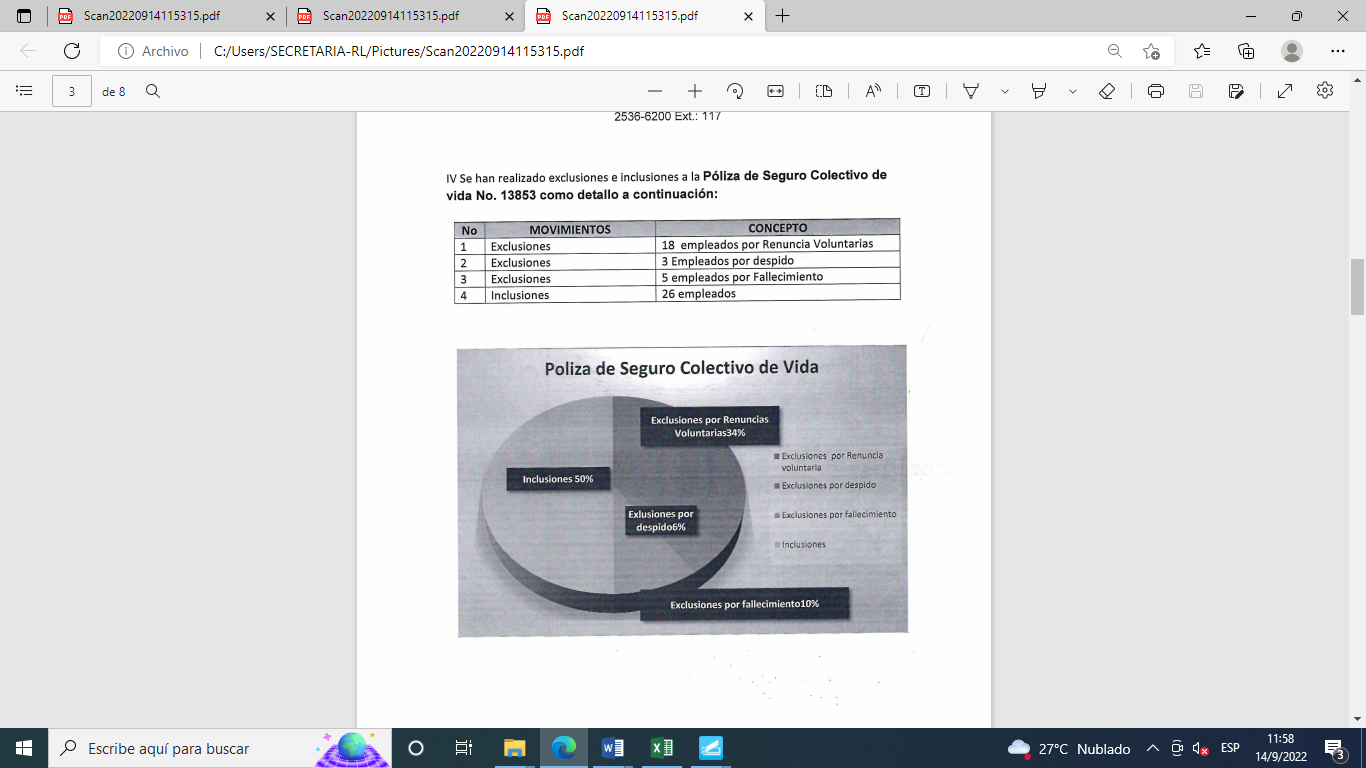 Scan20220914115315.pdf
Scan20220914115315.pdf
Scan20220914115315.pdf
Archivo C:/Users/SECRETARIA-RL/Pictures/Scan20220914115315.pdf
3 de 8
2536-6200 Ext.: 117
IV Se han realizado exclusiones e inclusiones a la Póliza de Seguro Colectivo de
vida No. 13853 como detallo a continuación:
No MOVIMIENTOS CONCEPTO
1 Exclusiones 18 empleados por Renuncia Voluntarias
2 Exclusiones 3 Empleados por despido
3 Exclusiones 5 empleados por Fallecimiento
4 Inclusiones 26 empleados
Poliza de Seguro Colectivo de Vida
Exclusiones por Renuncias
Voluntarias34%
Inclusiones 50%
Exlusiones por
despido6%
Exclusiones por fallecimiento10%
Exclusiones por Renuncia
voluntaria
Exclusiones por despido
Exclusiones por fallecimiento
Inclusiones
Escribe aquí para buscar
27°C Nublado
ESP
11:58
14/9/2022
3